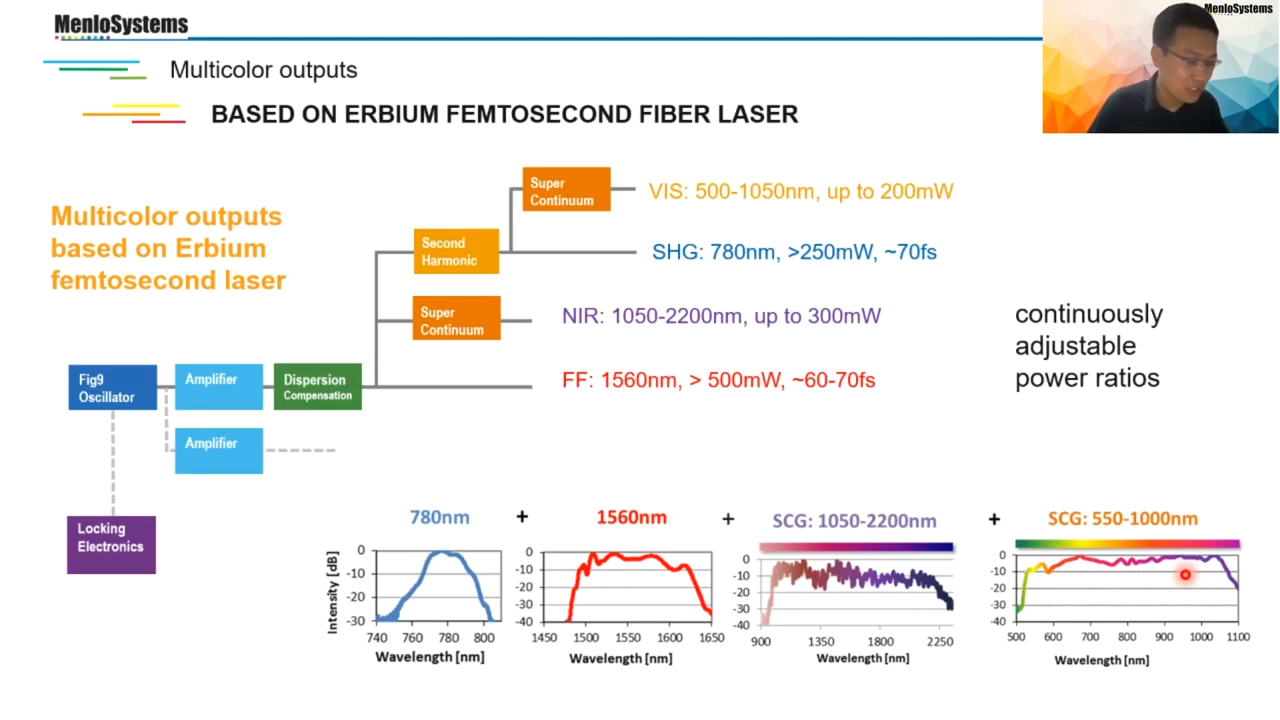 MenloSystems
MenloSystems
Multicolor outputs
BASED ON ERBIUM FEMTOSECOND FIBER LASER
Multicolor outputs
based on Erbium
femtosecond laser
Super
Continuum
VIS: 500-1050nm, up to 200mW
Second
Harmonic
SHG: 780nm, >250mW, ~70fs
Super
Continuum
NIR: 1050-2200nm, up to 300mW
continuously
adjustable
power ratios
Fig9
Oscillator
Amplifier
Dispersion
Compensation
FF: 1560nm, > 500mW, ~60-70fs
Amplifier
Locking
Electronics
780nm
+
1560nm
+
SCG: 1050-2200nm
+
SCG: 550-1000nm
Intensity [dB]
0
-10
-20
-30
740 760 780 800
Wavelength [nm]
0
-10
-20
-30
-40
1450 1500 1550 1600 1650
Wavelength [nm]
0
-10
-20
-30
-40
900 1350 1800 2250
Wavelength [nm]
0
-10
-20
-30
-40
500 600 700 800 900 1000 1100
Wavelength [nm]